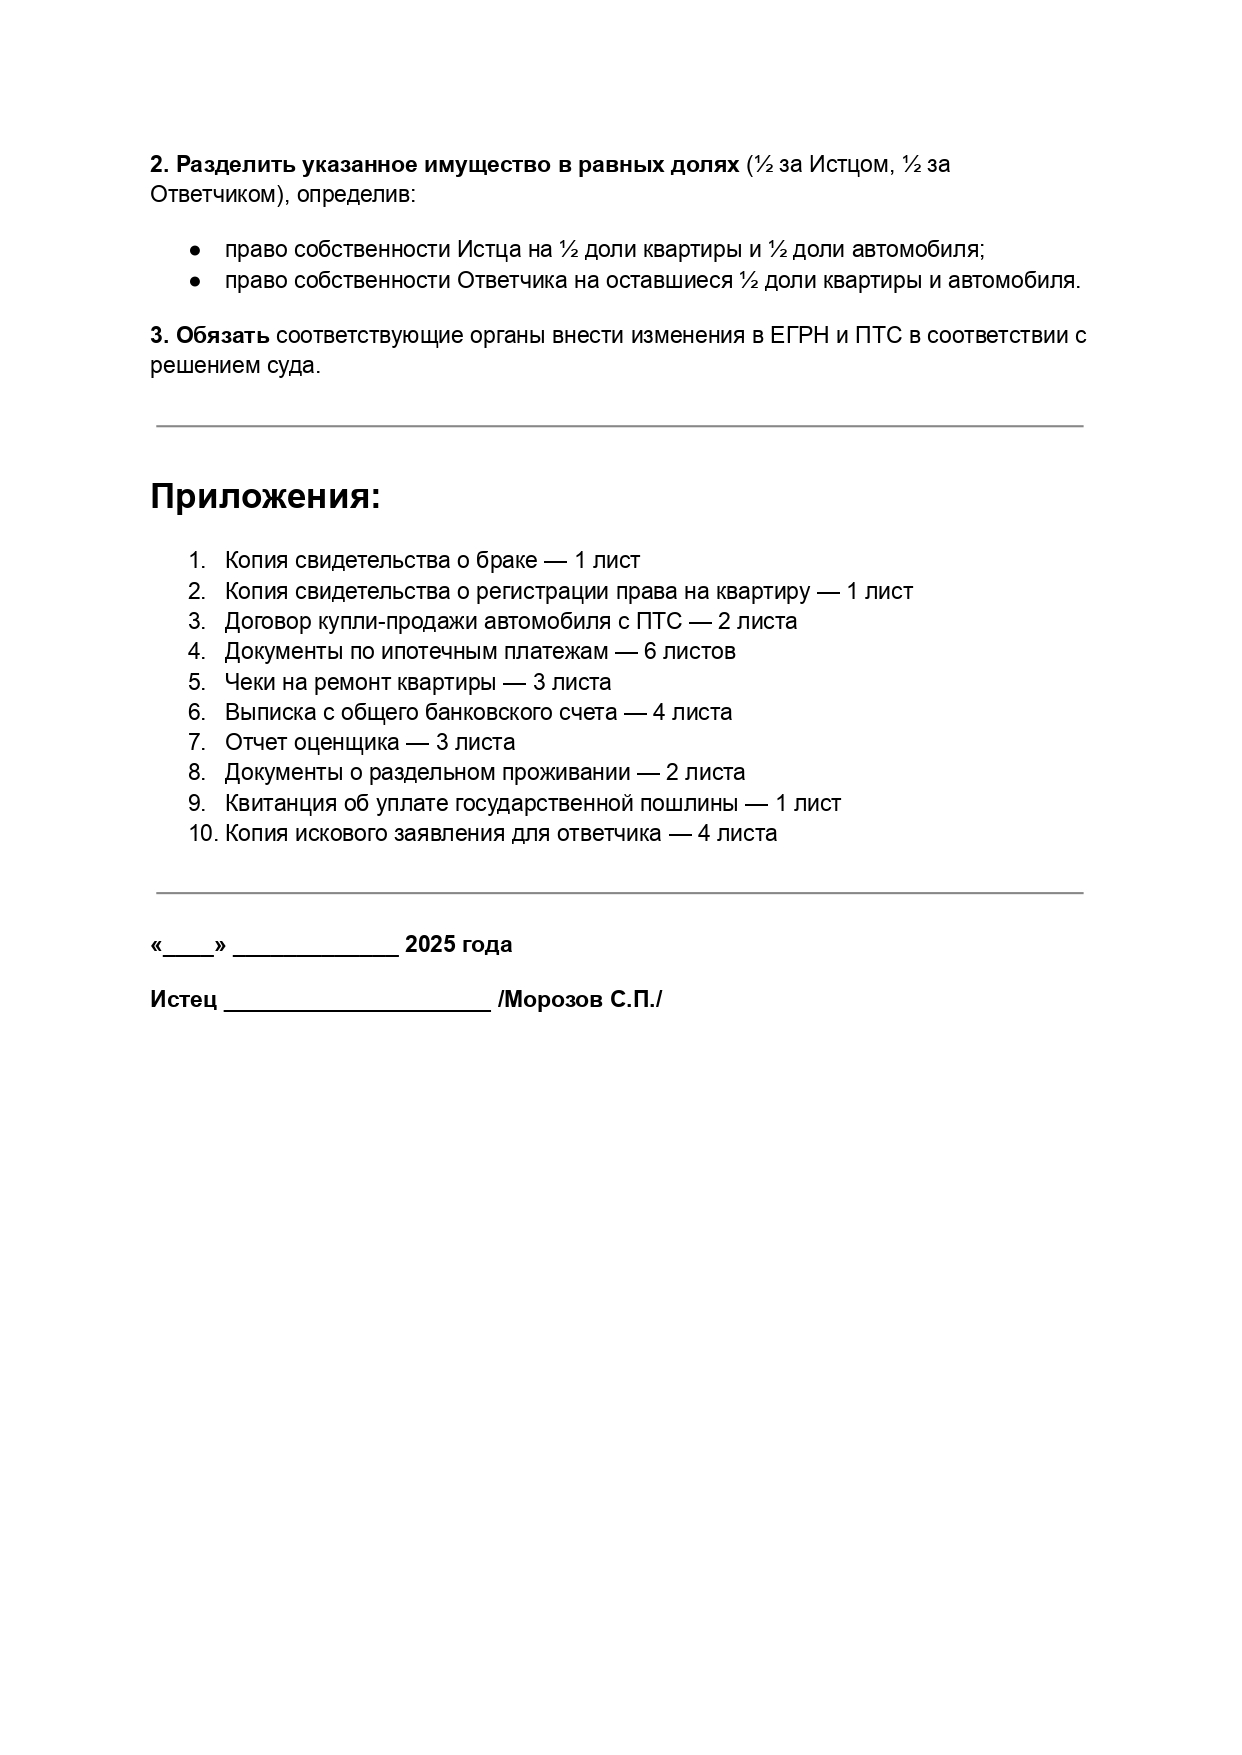 2. Разделить указанное имущество в равных долях (½ за Истцом, ½ за
Ответчиком), определив:
● право собственности Истца на ½ доли квартиры и ½ доли автомобиля;
● право собственности Ответчика на оставшиеся ½ доли квартиры и автомобиля.
3. Обязать соответствующие органы внести изменения в ЕГРН и ПТС в соответствии с
решением суда.
Приложения:
1. Копия свидетельства о браке — 1 лист
2. Копия свидетельства о регистрации права на квартиру — 1 лист
3. Договор купли-продажи автомобиля с ПТС — 2 листа
4. Документы по ипотечным платежам — 6 листов
5. Чеки на ремонт квартиры — 3 листа
6. Выписка с общего банковского счета — 4 листа
7. Отчет оценщика — 3 листа
8. Документы о раздельном проживании — 2 листа
9. Квитанция об уплате государственной пошлины — 1 лист
10. Копия искового заявления для ответчика — 4 листа
«____» _____________ 2025 года
Истец _____________________ /Морозов С.П./